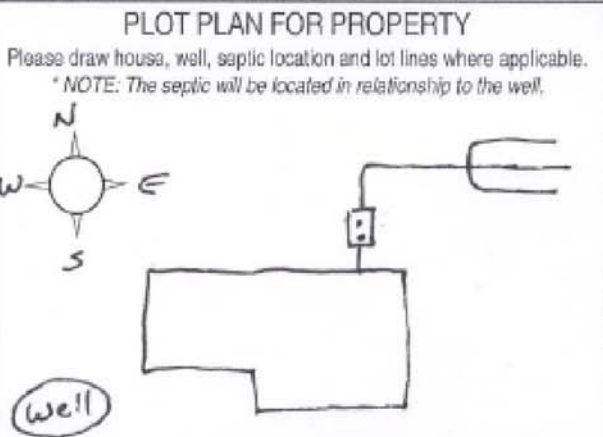 PLOT PLAN FOR PROPERTY
Please draw house, well, septic location and lot lines where applicable.
* NOTE: The septic will be located in relationship to the well.
N
W E
S
Well